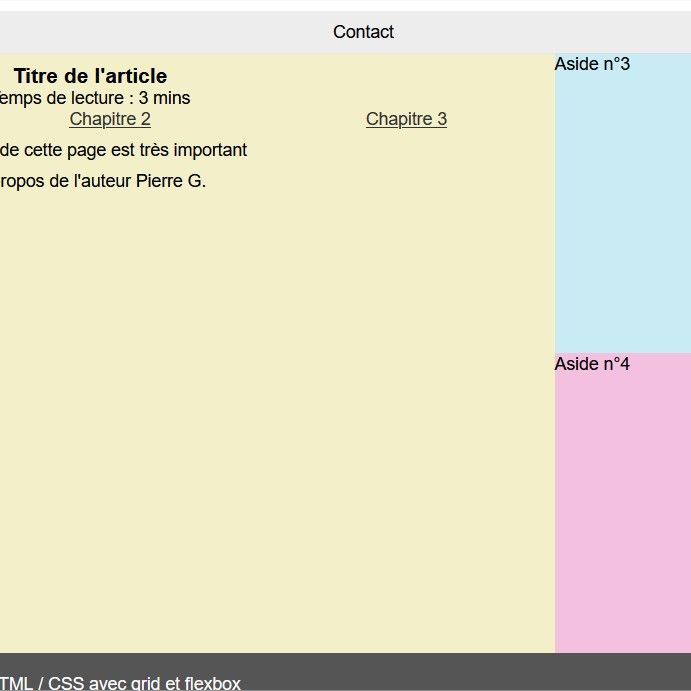 Contact
Titre de l'article
Aside n°3
emps de lecture : 3 mins
Chapitre 2 Chapitre 3
de cette page est très important
ropos de l'auteur Pierre G.
Aside n°4
TML / CSS avec grid et flexbox